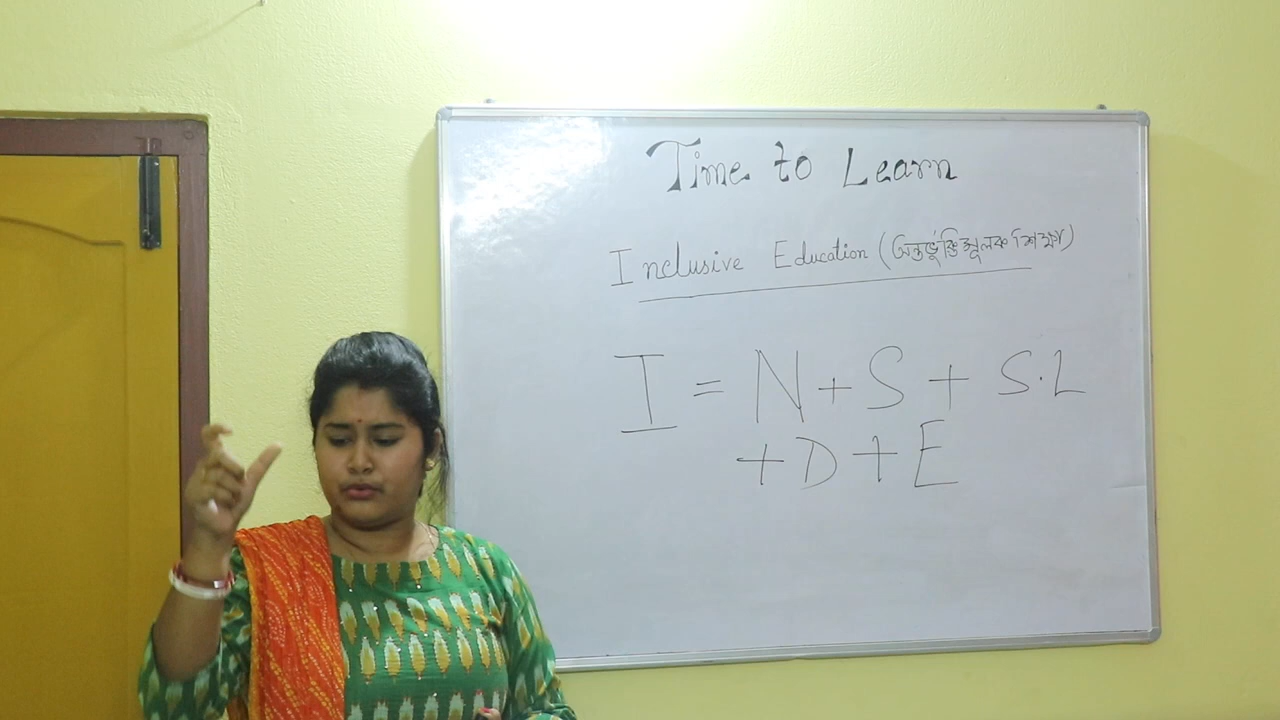 Time to Learn
Inclusive Education (অন্তর্ভুক্তিমূলক শিক্ষা)
I = N + S + S.L
+ D + E